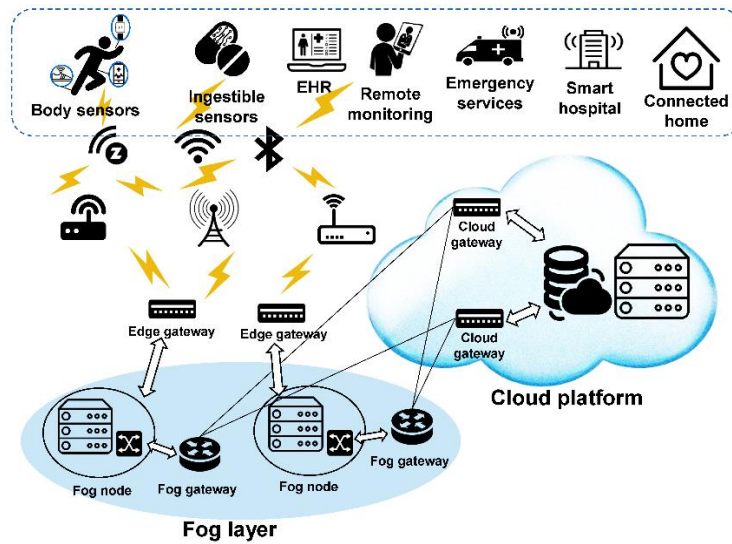 Body sensors
Ingestible
sensors
EHR
Remote
monitoring
Emergency
services
Smart
hospital
Connected
home
Z
Cloud
gateway
Edge gateway
Edge gateway
Cloud
gateway
Cloud platform
Fog node
Fog gateway
Fog node
Fog gateway
Fog layer